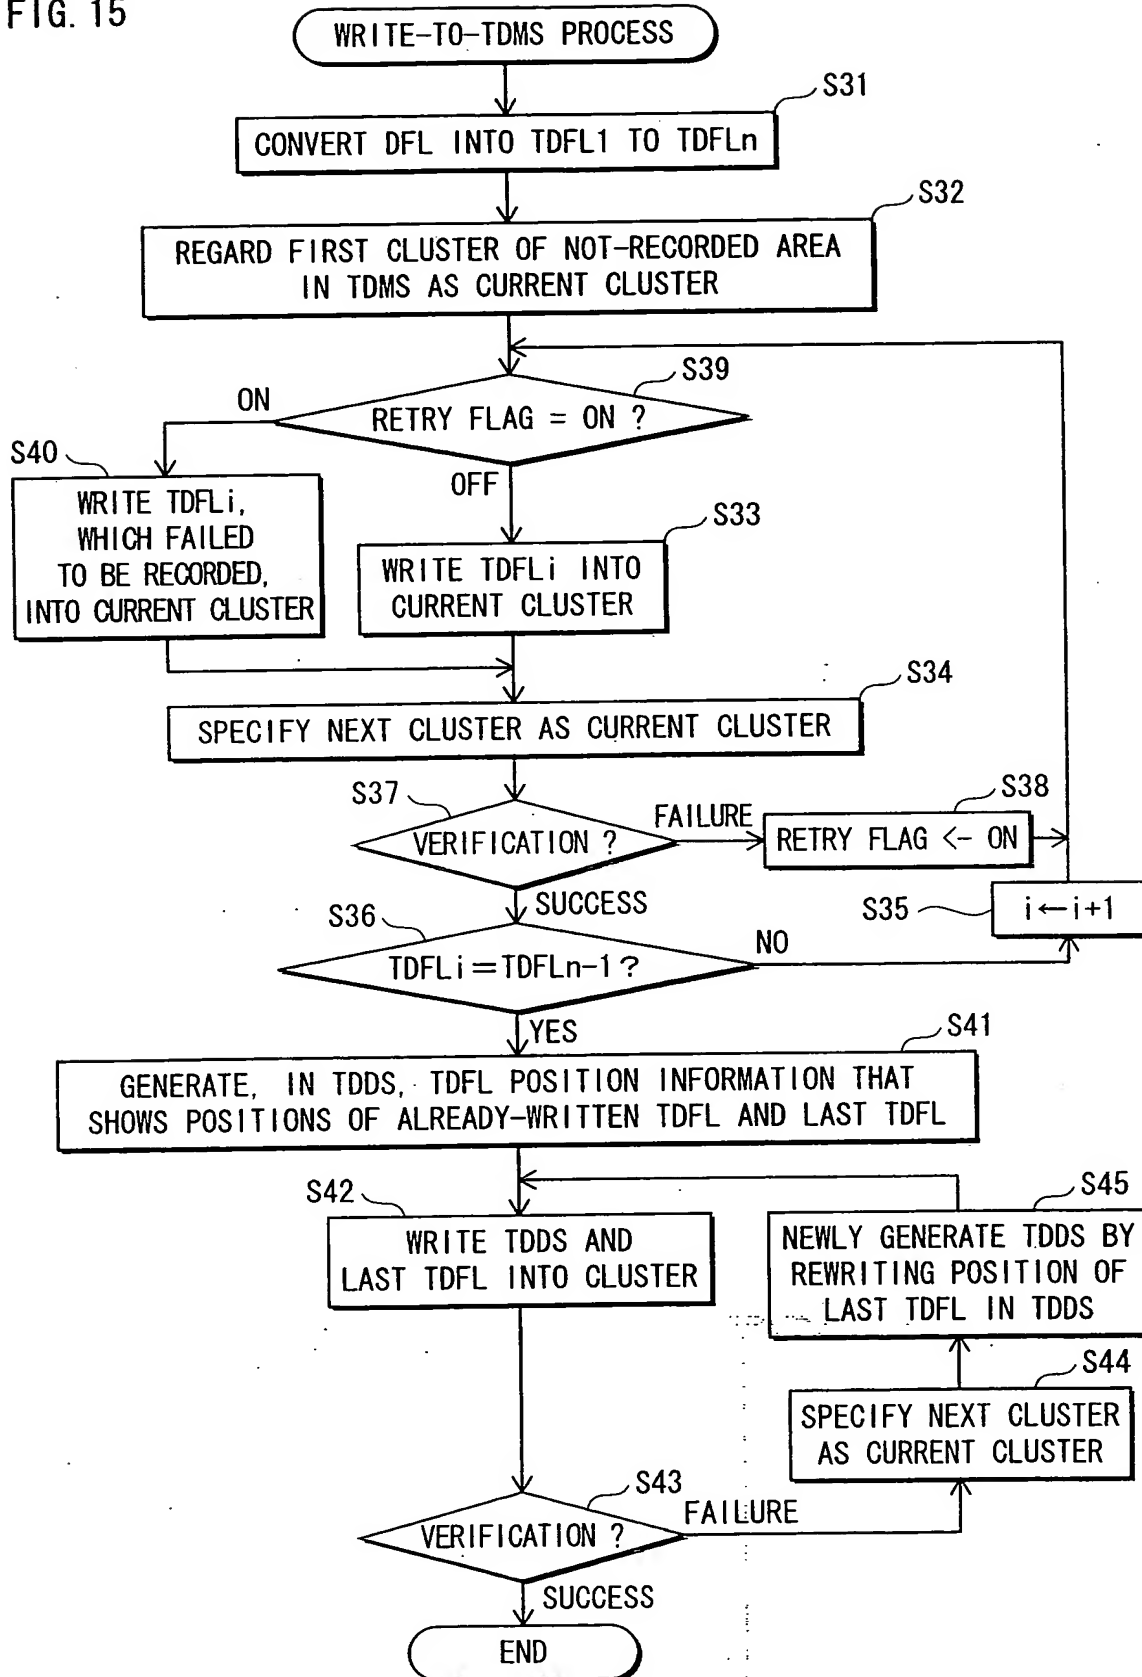 FIG. 15
WRITE-TO-TDMS PROCESS
S31
CONVERT DFL INTO TDFL1 TO TDFLn
S32
REGARD FIRST CLUSTER OF NOT-RECORDED AREA
IN TDMS AS CURRENT CLUSTER
S39
ON
RETRY FLAG = ON ?
S40
OFF
WRITE TDFLi,
WHICH FAILED
TO BE RECORDED,
INTO CURRENT CLUSTER
S33
WRITE TDFLi INTO
CURRENT CLUSTER
S34
SPECIFY NEXT CLUSTER AS CURRENT CLUSTER
S37
VERIFICATION ?
FAILURE
S38
RETRY FLAG <- ON
SUCCESS
S35
i←i+1
S36
TDFLi=TDFLn-1?
NO
YES
S41
GENERATE, IN TDDS, TDFL POSITION INFORMATION THAT
SHOWS POSITIONS OF ALREADY-WRITTEN TDFL AND LAST TDFL
S42
WRITE TDDS AND
LAST TDFL INTO CLUSTER
S45
NEWLY GENERATE TDDS BY
REWRITING POSITION OF
LAST TDFL IN TDDS
S44
SPECIFY NEXT CLUSTER
AS CURRENT CLUSTER
S43
VERIFICATION ?
FAILURE
SUCCESS
END